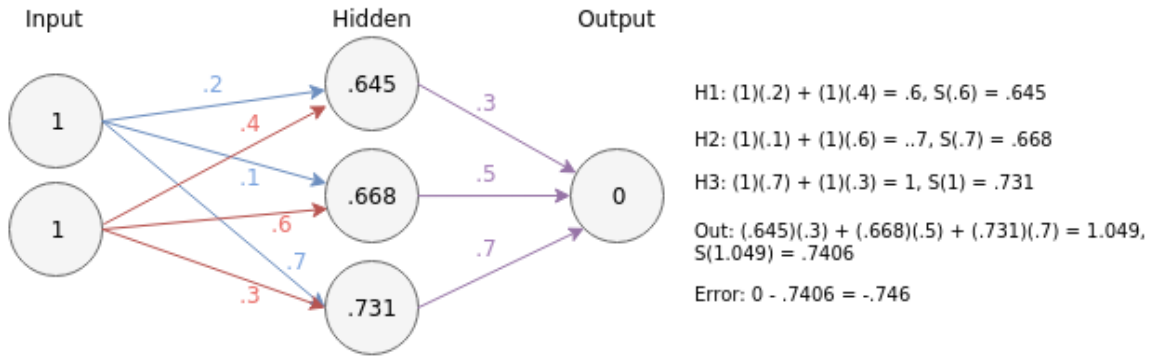 Input
Hidden
Output
.645
.2
.3
1
.4
.1
.668
.5
0
1
.6
.7
.7
.3
.731
H1: (1)(.2) + (1)(.4) = .6, S(.6) = .645
H2: (1)(.1) + (1)(.6) = ..7, S(.7) = .668
H3: (1)(.7) + (1)(.3) = 1, S(1) = .731
Out: (.645)(.3) + (.668)(.5) + (.731)(.7) = 1.049,
S(1.049) = .7406
Error: 0 - .7406 = -.746